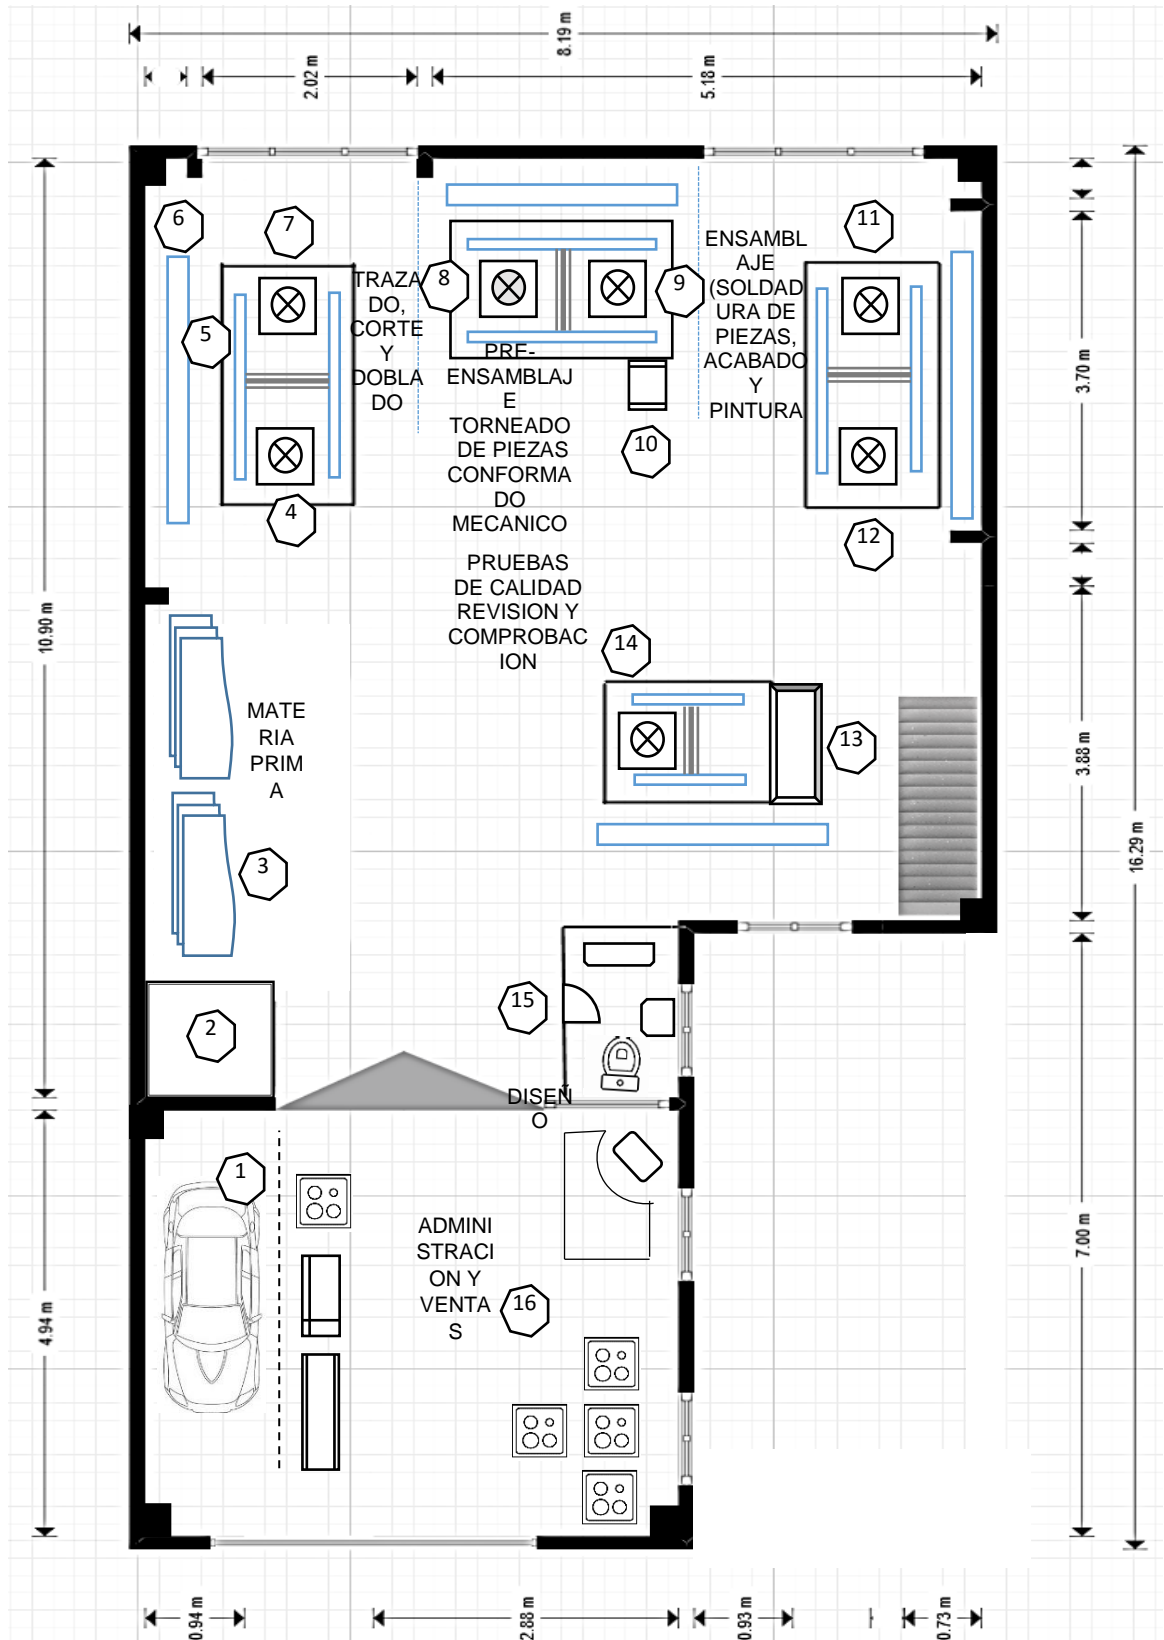 8.19 m
2.02 m
5.18 m
6
7
11
TRAZA
DO,
CORTE
Y
DOBLA
DO
8
9
ENSAMBL
AJE
(SOLDAD
URA DE
PIEZAS,
ACABADO
Y
PINTURA
5
PRE-
ENSAMBLAJ
E
TORNEADO
DE PIEZAS
CONFORMA
DO
MECANICO
10
4
12
3.70 m
PRUEBAS
DE CALIDAD
REVISION Y
COMPROBAC
ION
10.90 m
14
13
MATE
RIA
PRIM
A
3.88 m
16.29 m
3
15
2
DISEÑ
O
1
ADMINI
STRACI
ON Y
VENTA
S
16
7.00 m
4.94 m
0.94 m
2.88 m
0.93 m
0.73 m